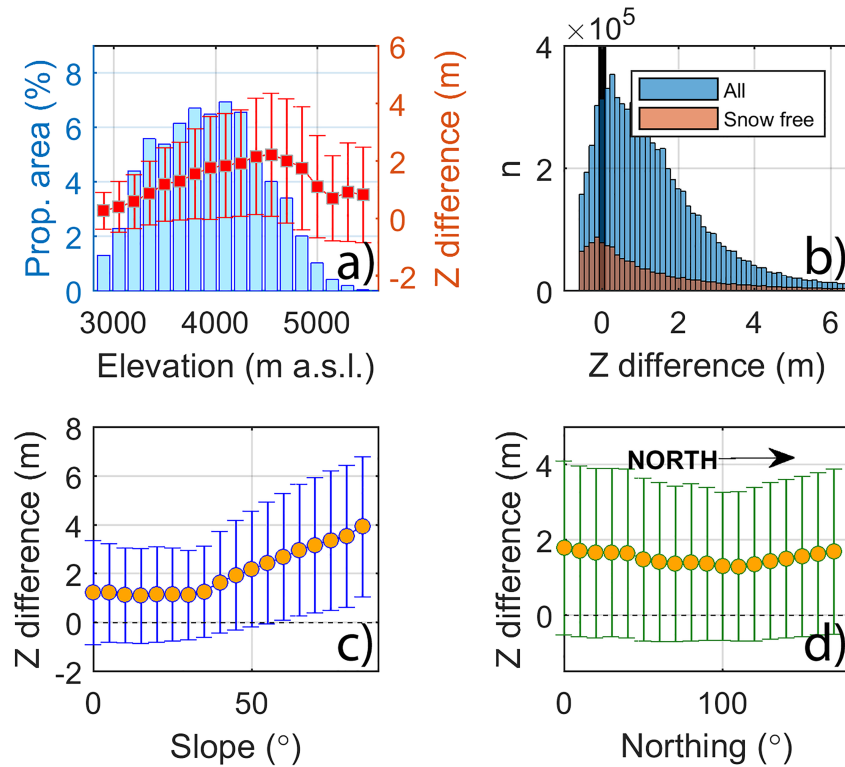 Prop. area (%)
8
6
4
2
0
6
4
2
0
-2
Z difference (m)
a)
3000 4000 5000
Elevation (m a.s.l.)
×10⁵
n
4
2
0
All
Snow free
b)
0 2 4 6
Z difference (m)
Z difference (m)
8
6
4
2
0
-2
c)
0 50
Slope (°)
Z difference (m)
4
2
0
NORTH
d)
0 100
Northing (°)